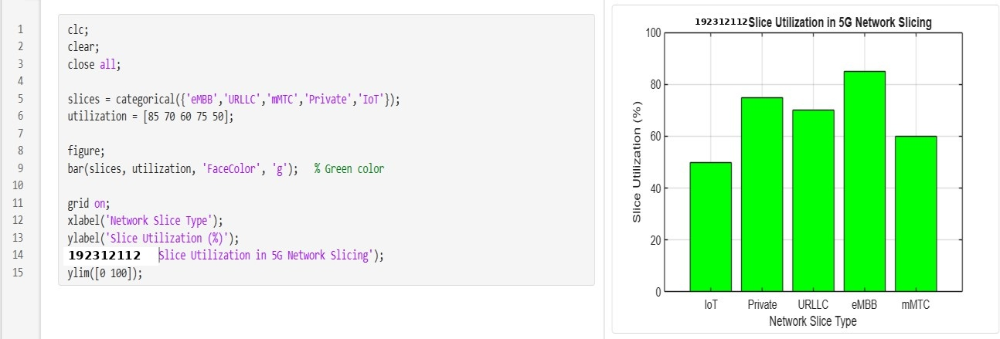 1 clc;
2 clear;
3 close all;
4
5 slices = categorical({'eMBB','URLLC','mMTC','Private','IoT'});
6 utilization = [85 70 60 75 50];
7
8 figure;
9 bar(slices, utilization, 'FaceColor', 'g'); % Green color
10
11 grid on;
12 xlabel('Network Slice Type');
13 ylabel('Slice Utilization (%)');
14 192312112 Slice Utilization in 5G Network Slicing');
15 ylim([0 100]);
192312112Slice Utilization in 5G Network Slicing
Slice Utilization (%)
100
80
60
40
20
0
IoT Private URLLC eMBB mMTC
Network Slice Type